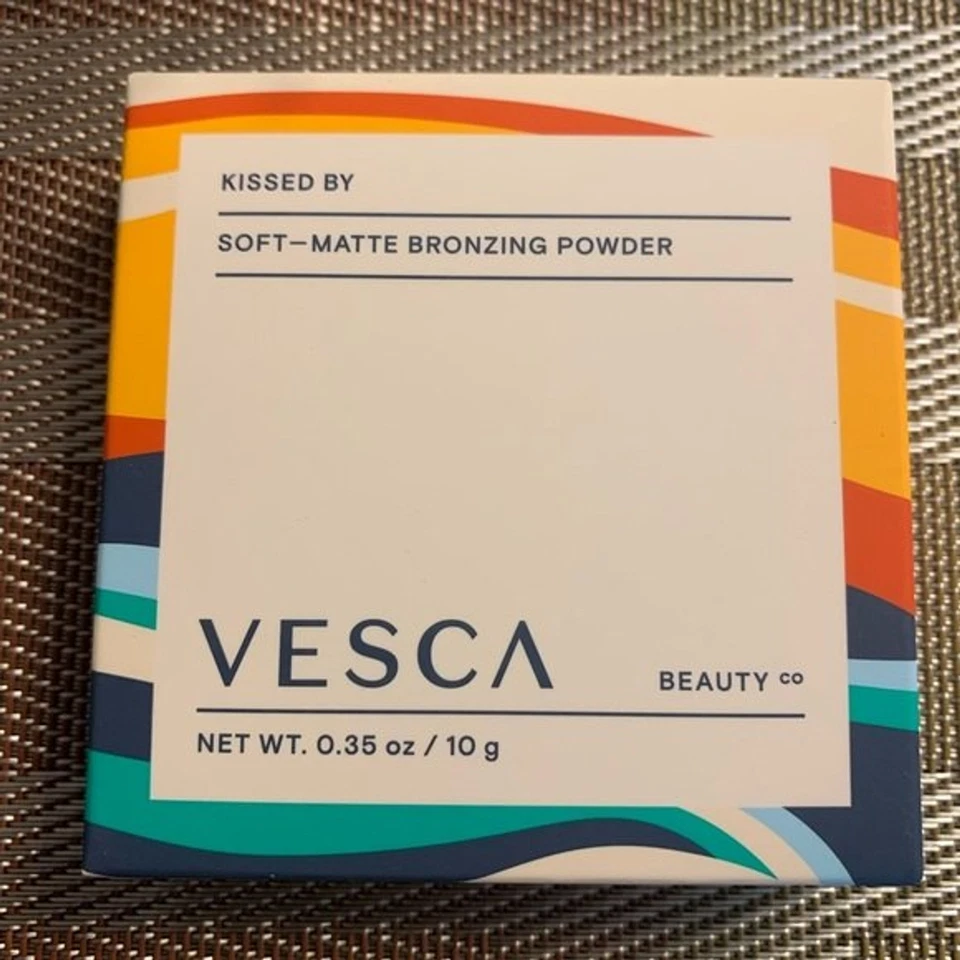 KISSED BY
SOFT—MATTE BRONZING POWDER
VESCA
BEAUTY co
NET WT. 0.35 oz / 10 g